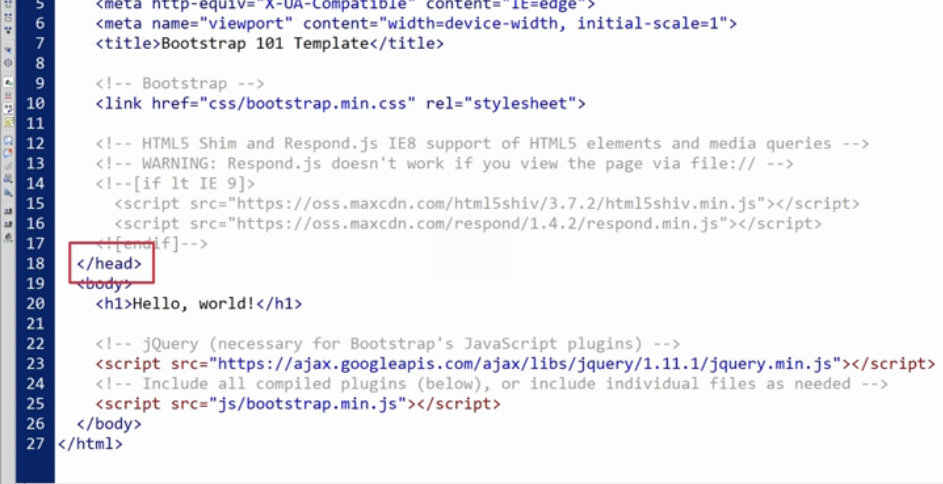 5 <meta http-equiv="X-UA-Compatible" content="IE=edge">
6 <meta name="viewport" content="width=device-width, initial-scale=1">
7 <title>Bootstrap 101 Template</title>
8
9 <!-- Bootstrap -->
10 <link href="css/bootstrap.min.css" rel="stylesheet">
11
12 <!-- HTML5 Shim and Respond.js IE8 support of HTML5 elements and media queries -->
13 <!-- WARNING: Respond.js doesn't work if you view the page via file:// -->
14 <!--[if lt IE 9]>
15 <script src="https://oss.maxcdn.com/html5shiv/3.7.2/html5shiv.min.js"></script>
16 <script src="https://oss.maxcdn.com/respond/1.4.2/respond.min.js"></script>
17 <![endif]-->
18 </head>
19 <body>
20 <h1>Hello, world!</h1>
21
22 <!-- jQuery (necessary for Bootstrap's JavaScript plugins) -->
23 <script src="https://ajax.googleapis.com/ajax/libs/jquery/1.11.1/jquery.min.js"></script>
24 <!-- Include all compiled plugins (below), or include individual files as needed -->
25 <script src="js/bootstrap.min.js"></script>
26 </body>
27 </html>